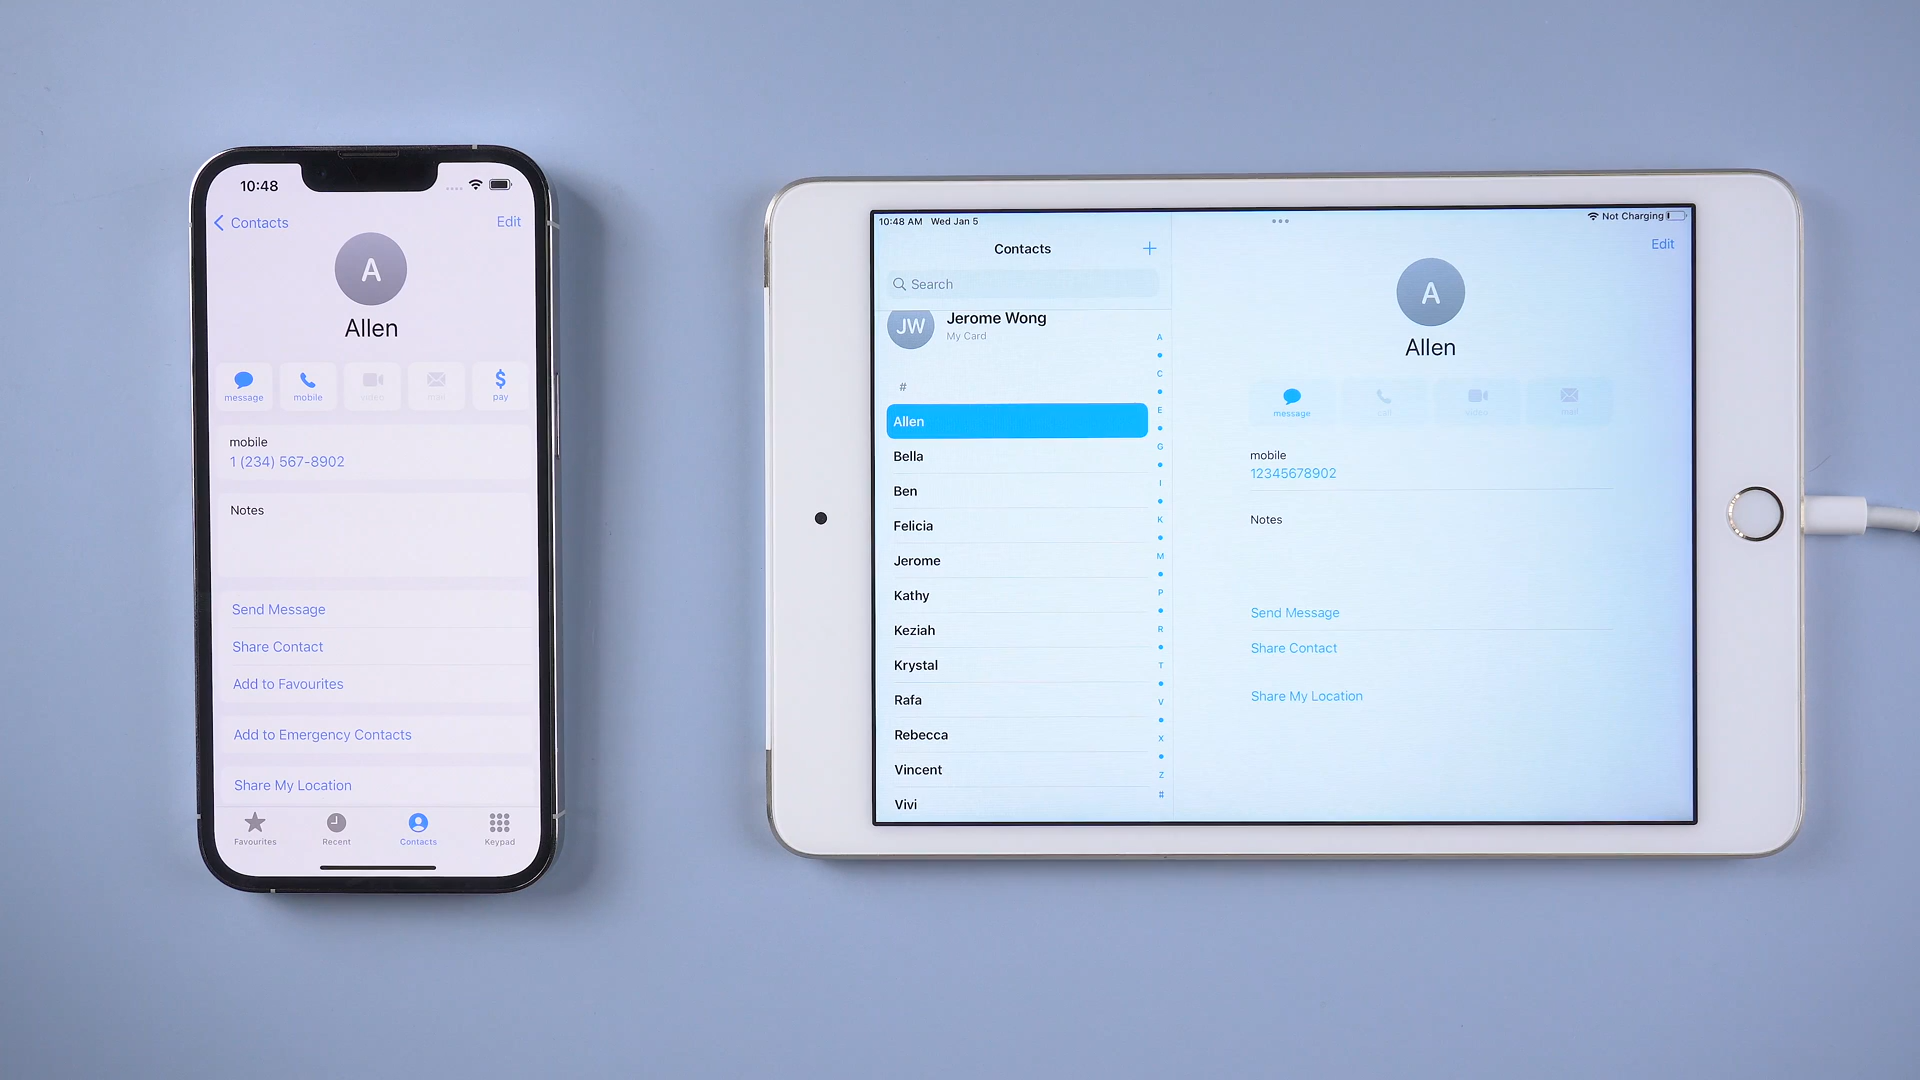 10:48
Contacts
Edit
A
Allen
message
mobile
video
mail
$
pay
mobile
1 (234) 567-8902
Notes
Send Message
Share Contact
Add to Favourites
Add to Emergency Contacts
Share My Location
Favourites
Recent
Contacts
Keypad
10:48 AM Wed Jan 5
Not Charging
Contacts
+
Search
JW
Jerome Wong
My Card
#
Allen
Bella
Ben
Felicia
Jerome
Kathy
Keziah
Krystal
Rafa
Rebecca
Vincent
Vivi
A
C
E
G
I
K
M
P
R
T
V
X
Z
#
Edit
A
Allen
message
call
video
mail
mobile
12345678902
Notes
Send Message
Share Contact
Share My Location